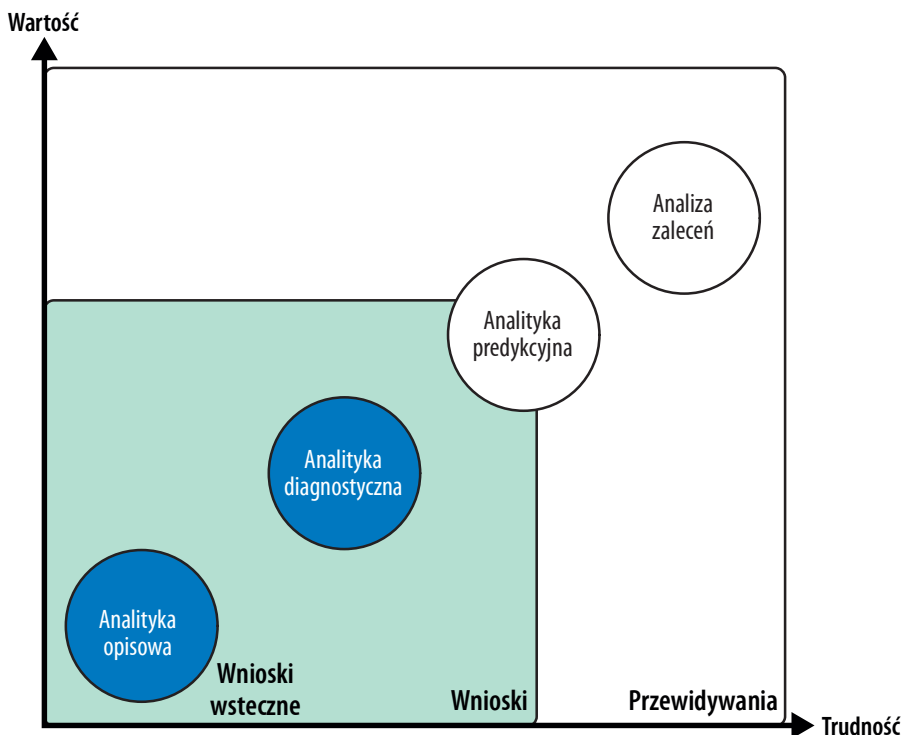 Wartość
Analiza
zaleceń
Analityka
predykcyjna
Analityka
diagnostyczna
Analityka
opisowa
Wnioski
wsteczne
Wnioski
Przewidywania
Trudność